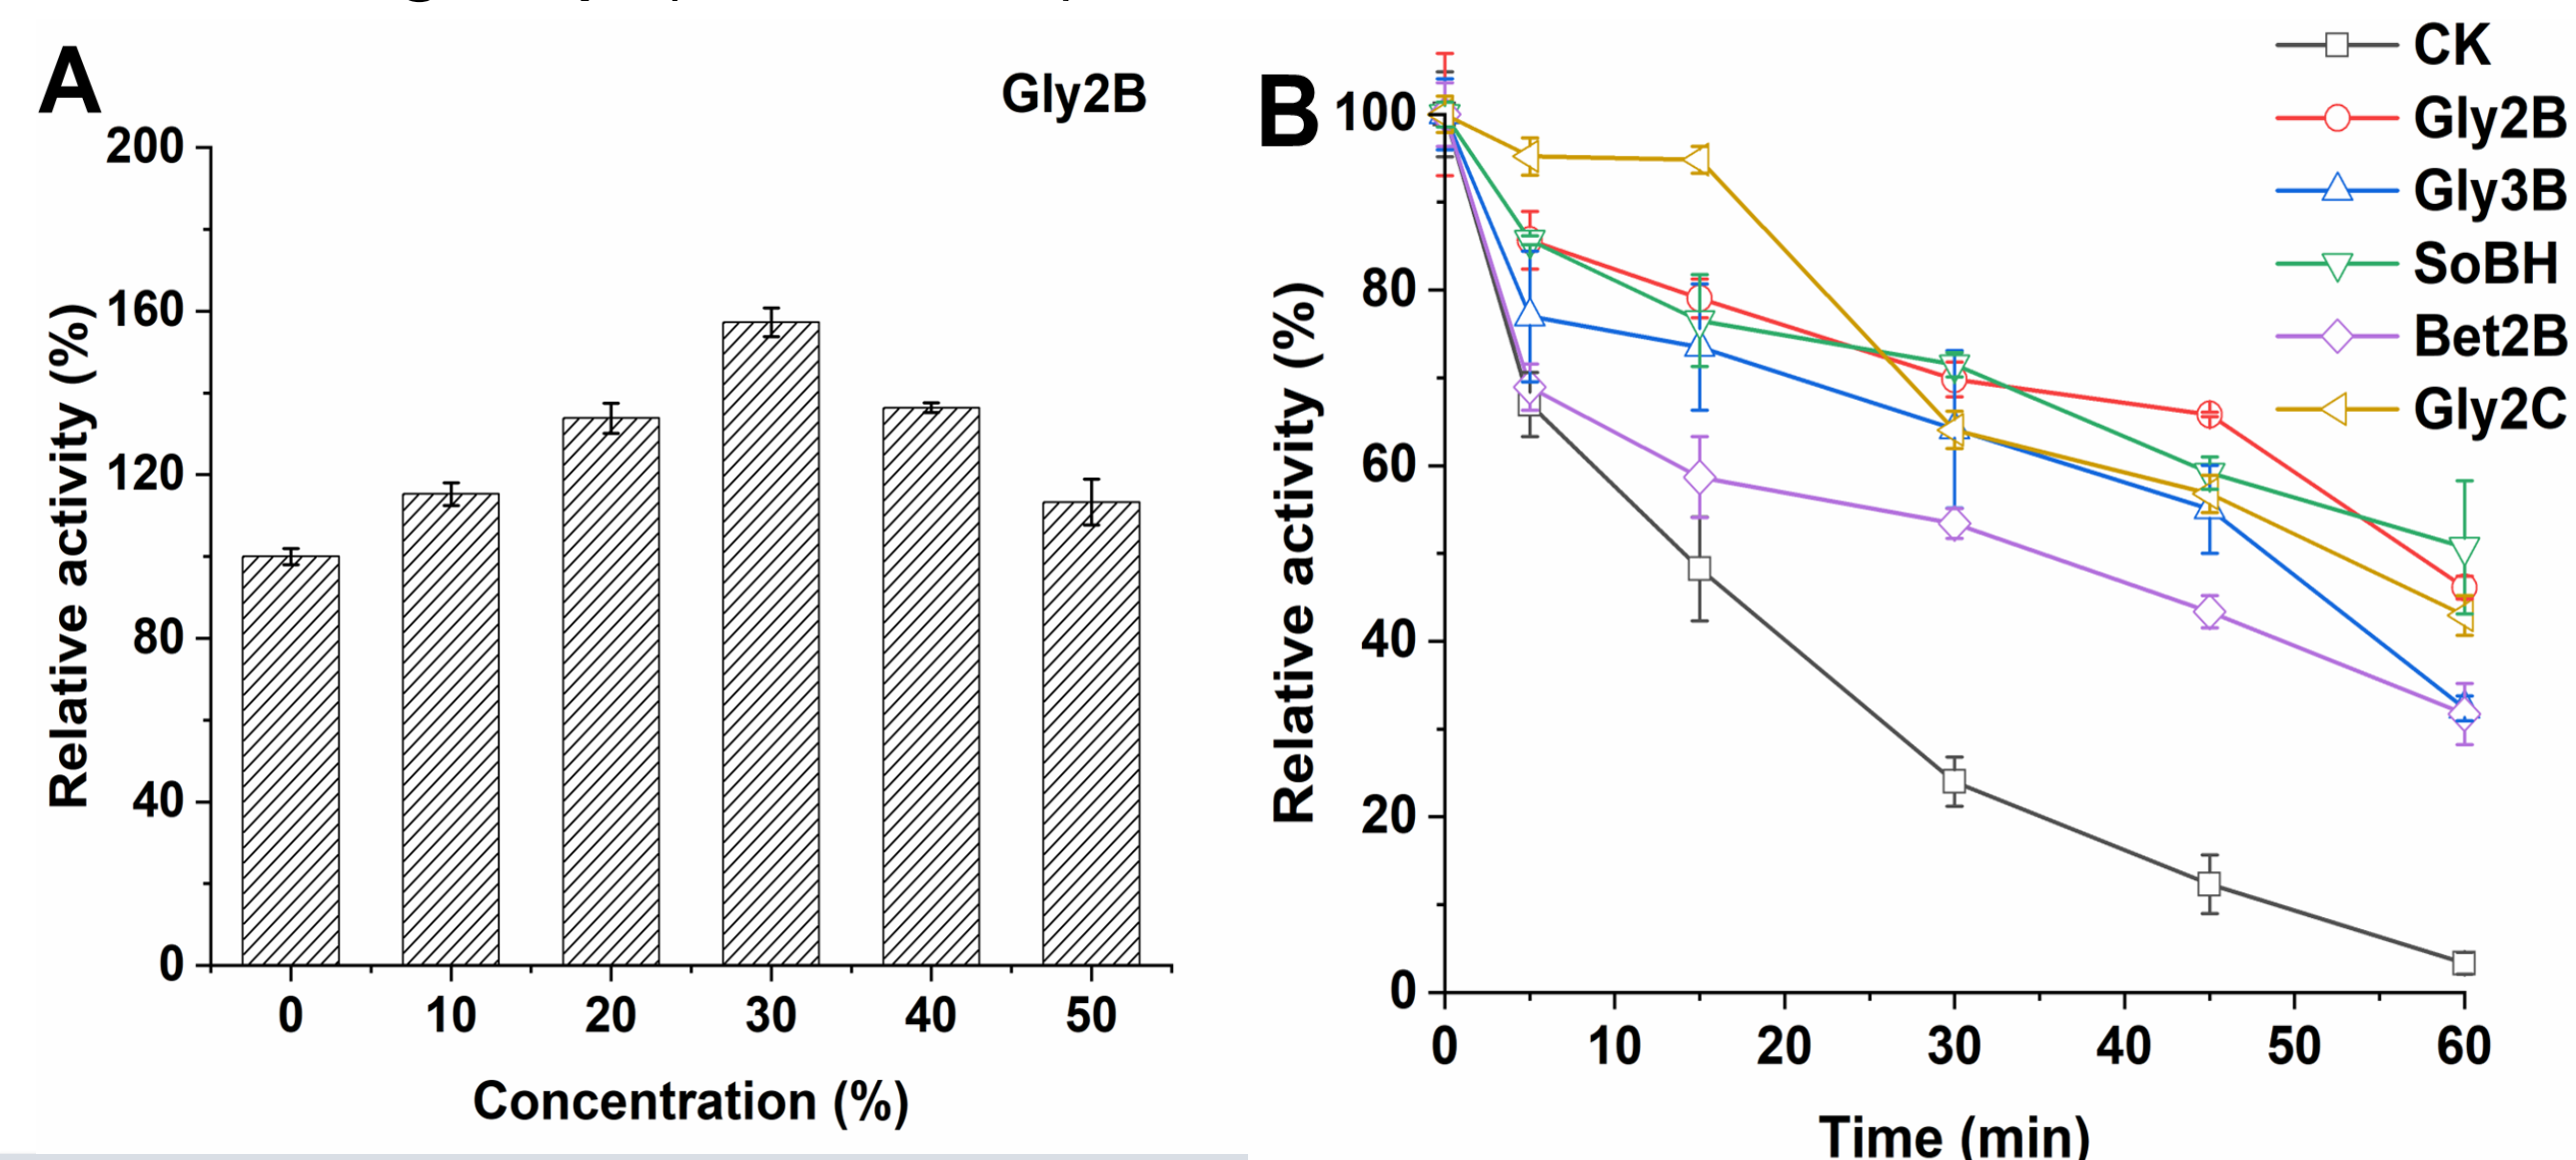 A
Gly2B
200
160
120
80
40
0
Relative activity (%)
0 10 20 30 40 50
Concentration (%)
B
100
80
60
40
20
0
Relative activity (%)
0 10 20 30 40 50 60
Time (min)
CK
Gly2B
Gly3B
SoBH
Bet2B
Gly2C